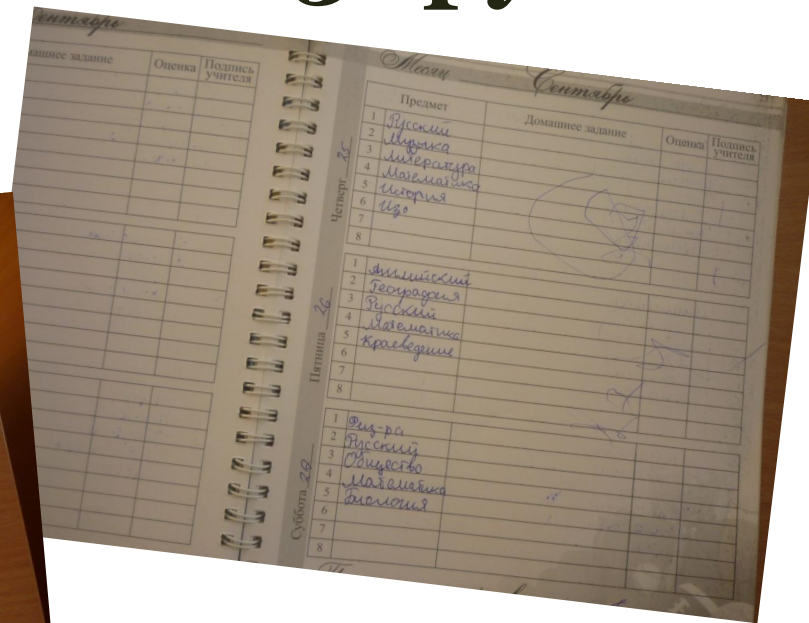 Сентябрь
Домашнее задание Оценка Подпись учителя
Месяц Сентябрь
Предмет Домашнее задание Оценка Подпись учителя
Четверг 25
1 Русский
2 Музыка
3 Литература
4 Математика
5 История
6 Изо
7
8
Пятница 26
1 Английский
2 География
3 Русский
4 Математика
5 Краеведение
6
7
8
Суббота
1 Физ-ра
2 Русский
3 Общество
4 Математика
5 Биология
6
7
8